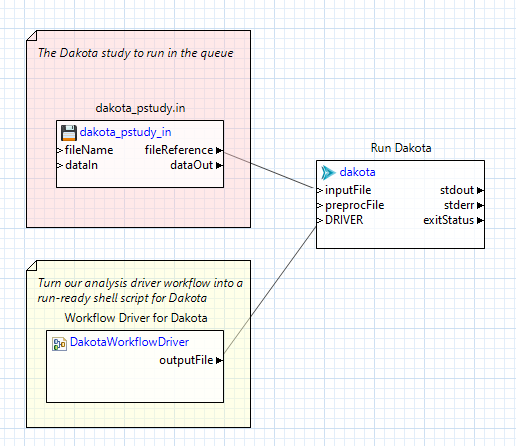 The Dakota study to run in the queue
dakota_pstudy.in
dakota_pstudy_in
fileName fileReference
dataIn dataOut
Run Dakota
dakota
inputFile stdout
preprocFile stderr
DRIVER exitStatus
Turn our analysis driver workflow into a
run-ready shell script for Dakota
Workflow Driver for Dakota
DakotaWorkflowDriver
outputFile